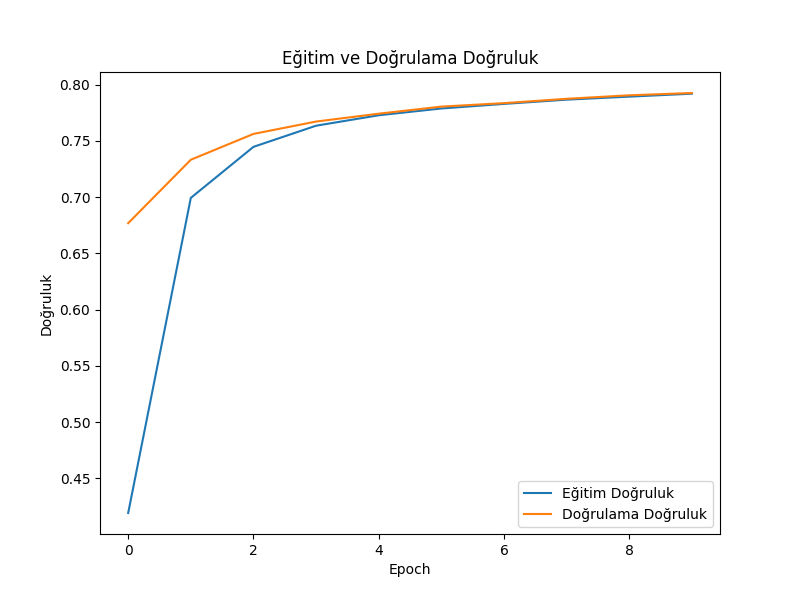 Eğitim ve Doğrulama Doğruluk
0.80
0.75
0.70
0.65
0.60
0.55
0.50
0.45
Doğruluk
0 2 4 6 8
Epoch
Eğitim Doğruluk
Doğrulama Doğruluk